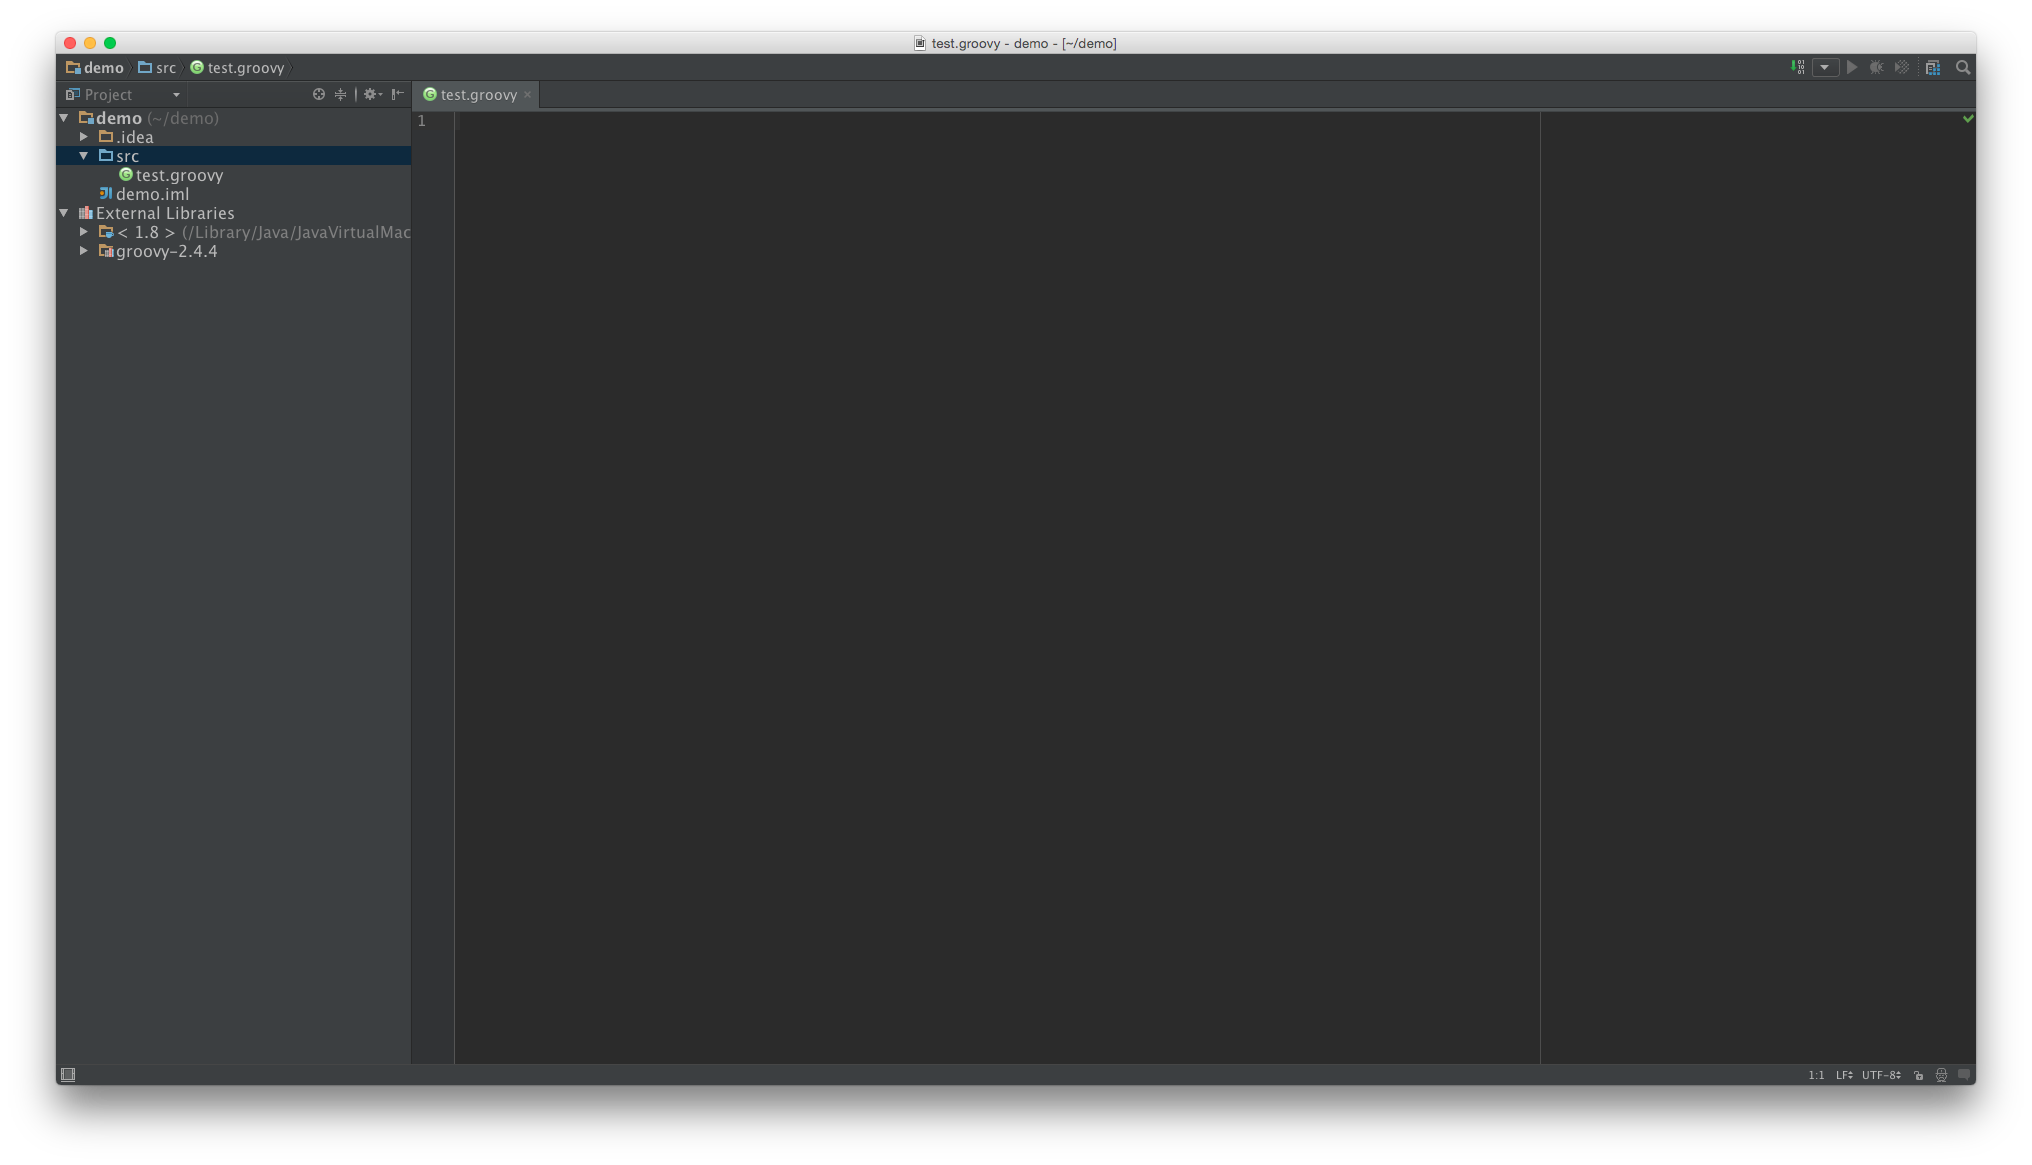 test.groovy - demo - [~/demo]
demo src test.groovy
Project
test.groovy
demo (~/demo)
.idea
src
test.groovy
demo.iml
External Libraries
< 1.8 > (/Library/Java/JavaVirtualMac
groovy-2.4.4
1
1:1 LF UTF-8